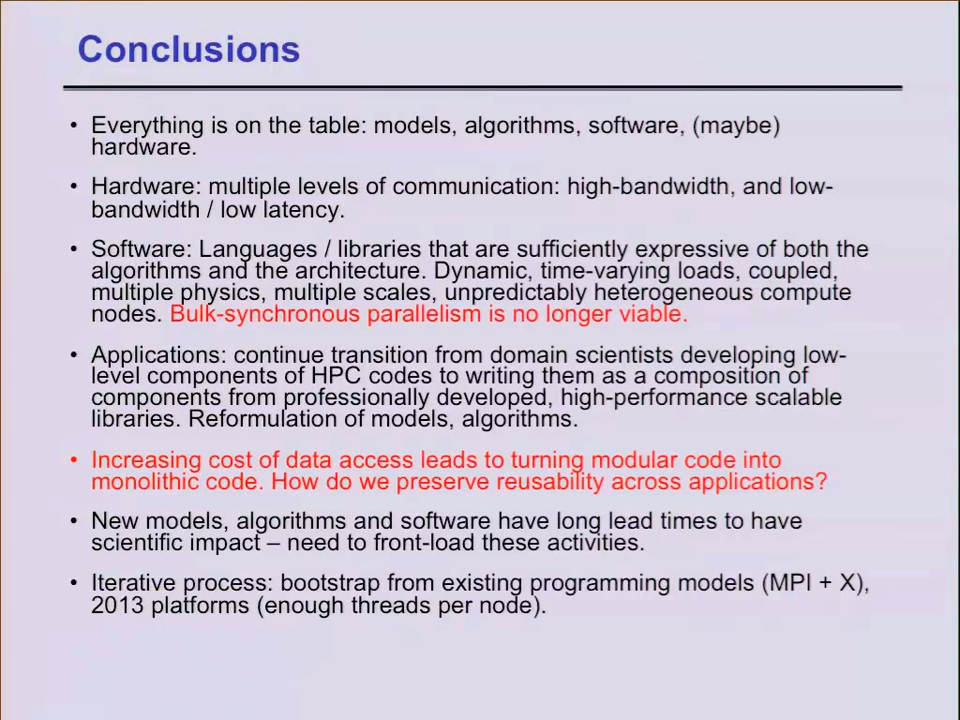 Conclusions
• Everything is on the table: models, algorithms, software, (maybe)
hardware.
• Hardware: multiple levels of communication: high-bandwidth, and low-
bandwidth / low latency.
• Software: Languages / libraries that are sufficiently expressive of both the
algorithms and the architecture. Dynamic, time-varying loads, coupled,
multiple physics, multiple scales, unpredictably heterogeneous compute
nodes. Bulk-synchronous parallelism is no longer viable.
• Applications: continue transition from domain scientists developing low-
level components of HPC codes to writing them as a composition of
components from professionally developed, high-performance scalable
libraries. Reformulation of models, algorithms.
• Increasing cost of data access leads to turning modular code into
monolithic code. How do we preserve reusability across applications?
• New models, algorithms and software have long lead times to have
scientific impact – need to front-load these activities.
• Iterative process: bootstrap from existing programming models (MPI + X),
2013 platforms (enough threads per node).